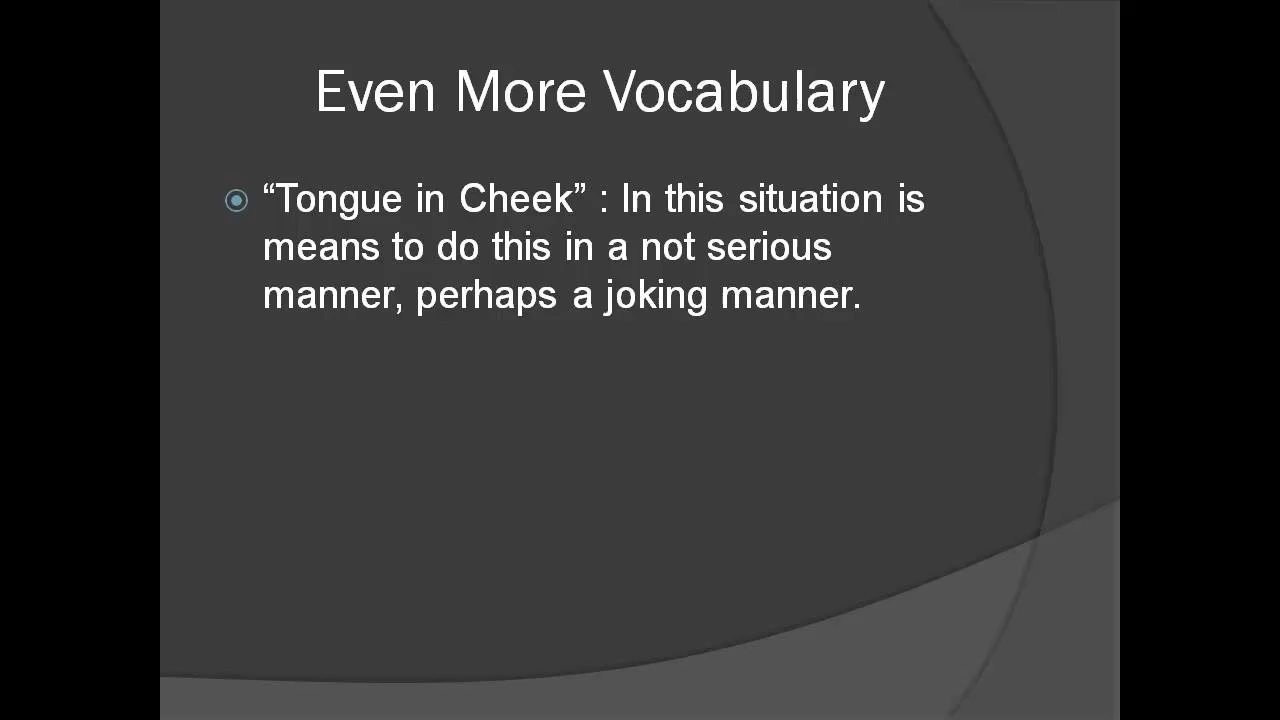 Even More Vocabulary
“Tongue in Cheek” : In this situation is
means to do this in a not serious
manner, perhaps a joking manner.